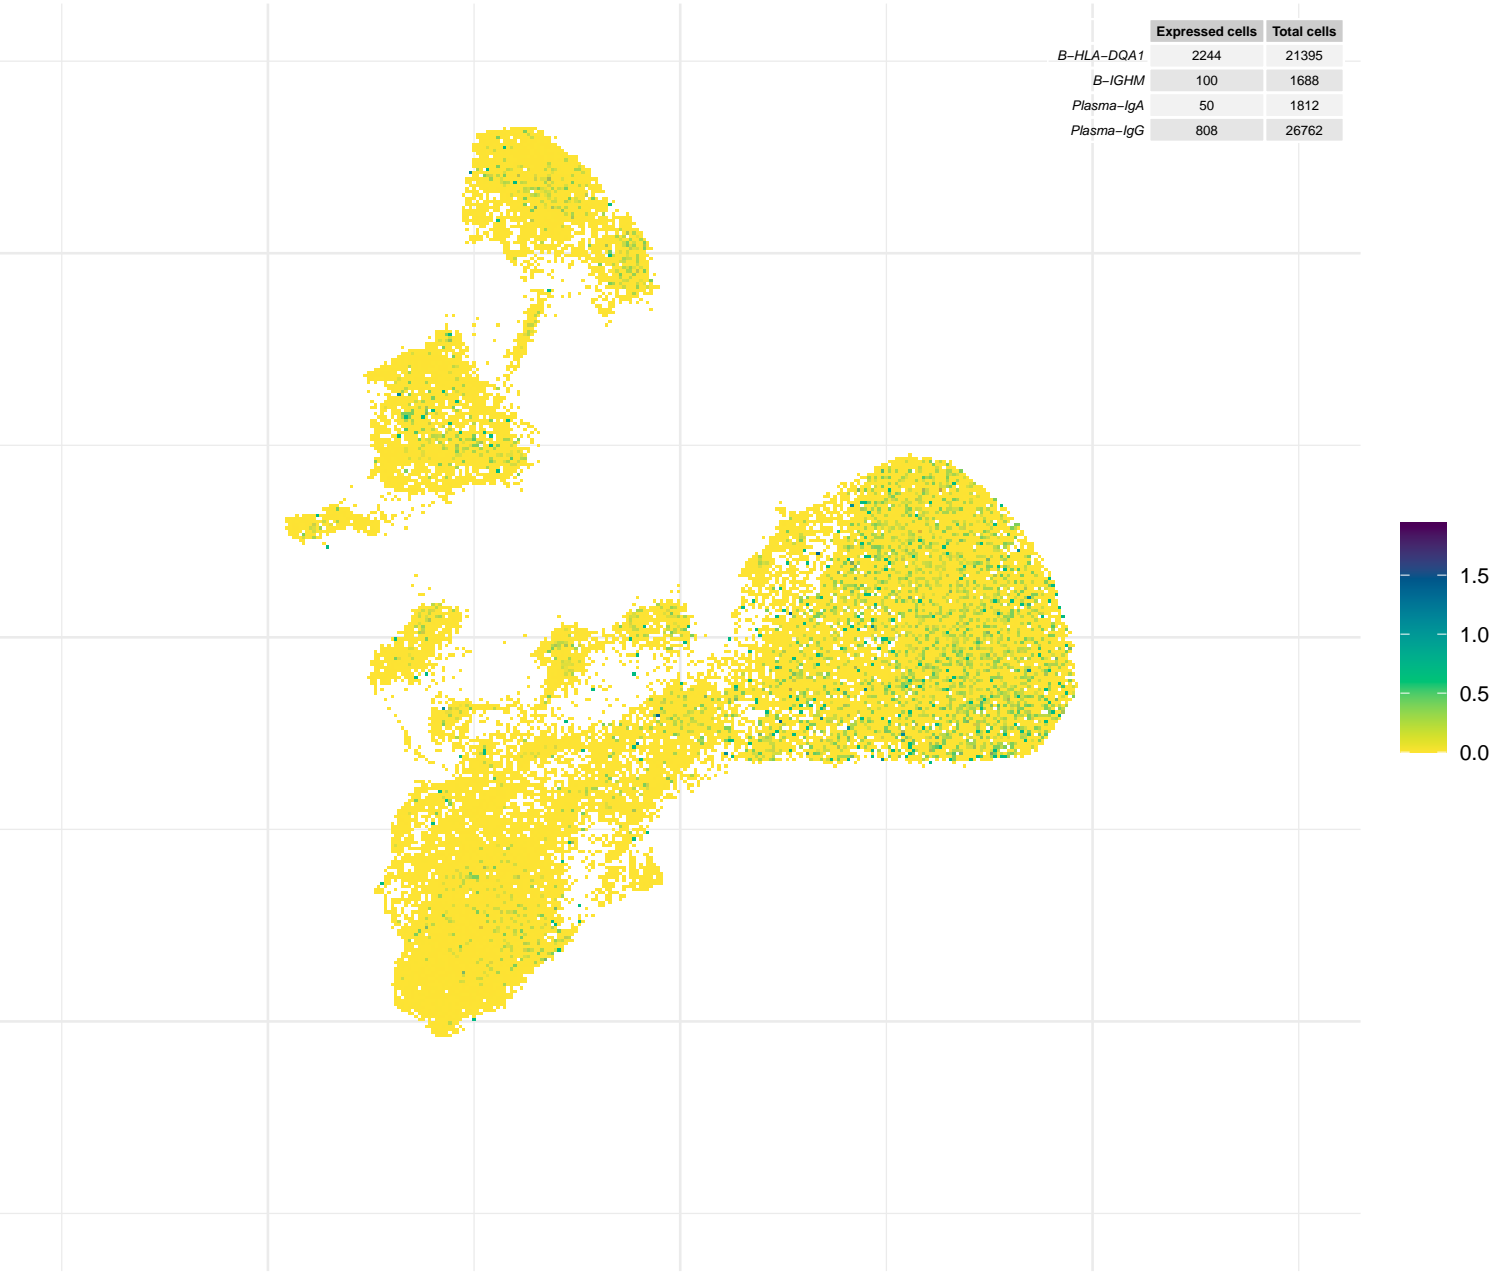 Expressed cells Total cells
B−HLA−DQA1 2244 21395
B−IGHM 100 1688
Plasma−IgA 50 1812
Plasma−IgG 808 26762
1.5
1.0
0.5
0.0